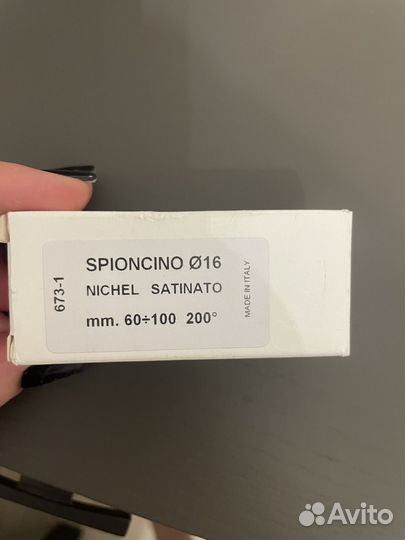 673-1
SPIONCINO Ø16
NICHEL SATINATO
mm. 60÷100 200°
MADE IN ITALY
Avito